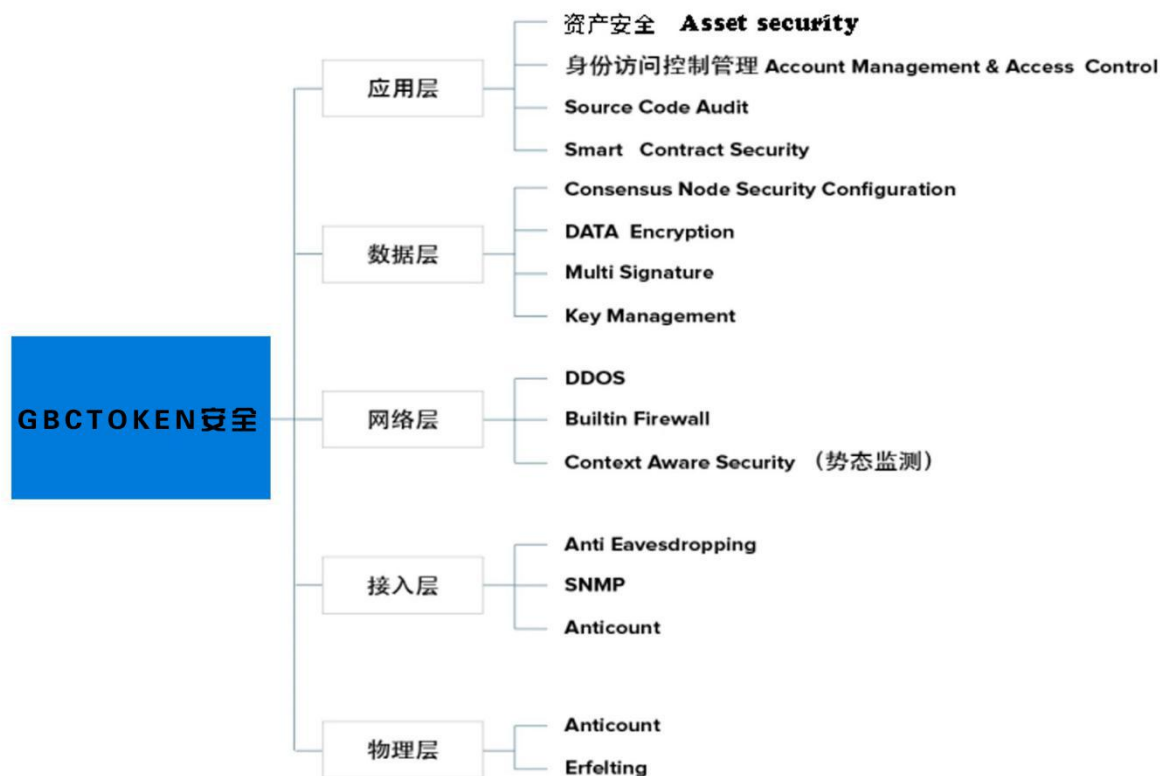 资产安全 Asset security
身份访问控制管理 Account Management & Access Control
应用层
Source Code Audit
Smart Contract Security
Consensus Node Security Configuration
DATA Encryption
数据层
Multi Signature
Key Management
DDOS
GBCTOKEN安全
网络层
Builtin Firewall
Context Aware Security （势态监测）
Anti Eavesdropping
接入层
SNMP
Anticount
Anticount
物理层
Erfelting